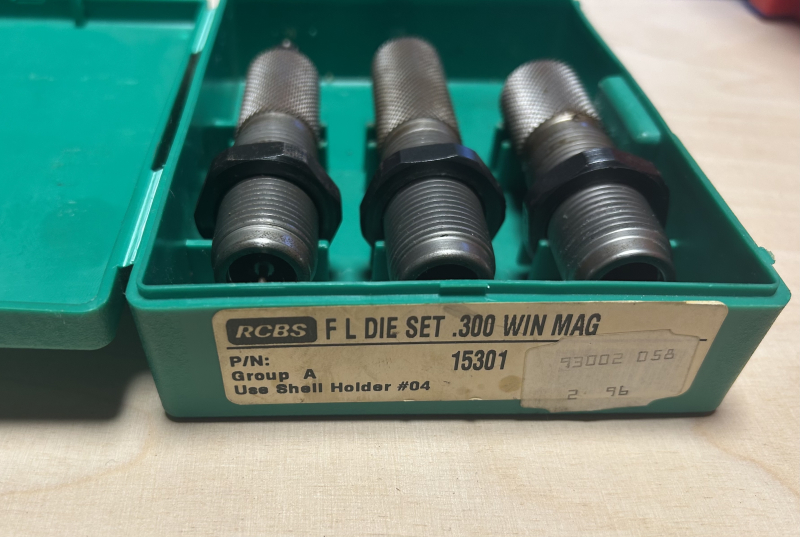 RCBS F L DIE SET .300 WIN MAG
P/N: 15301
Group A
Use Shell Holder #04
93002 058
2 96